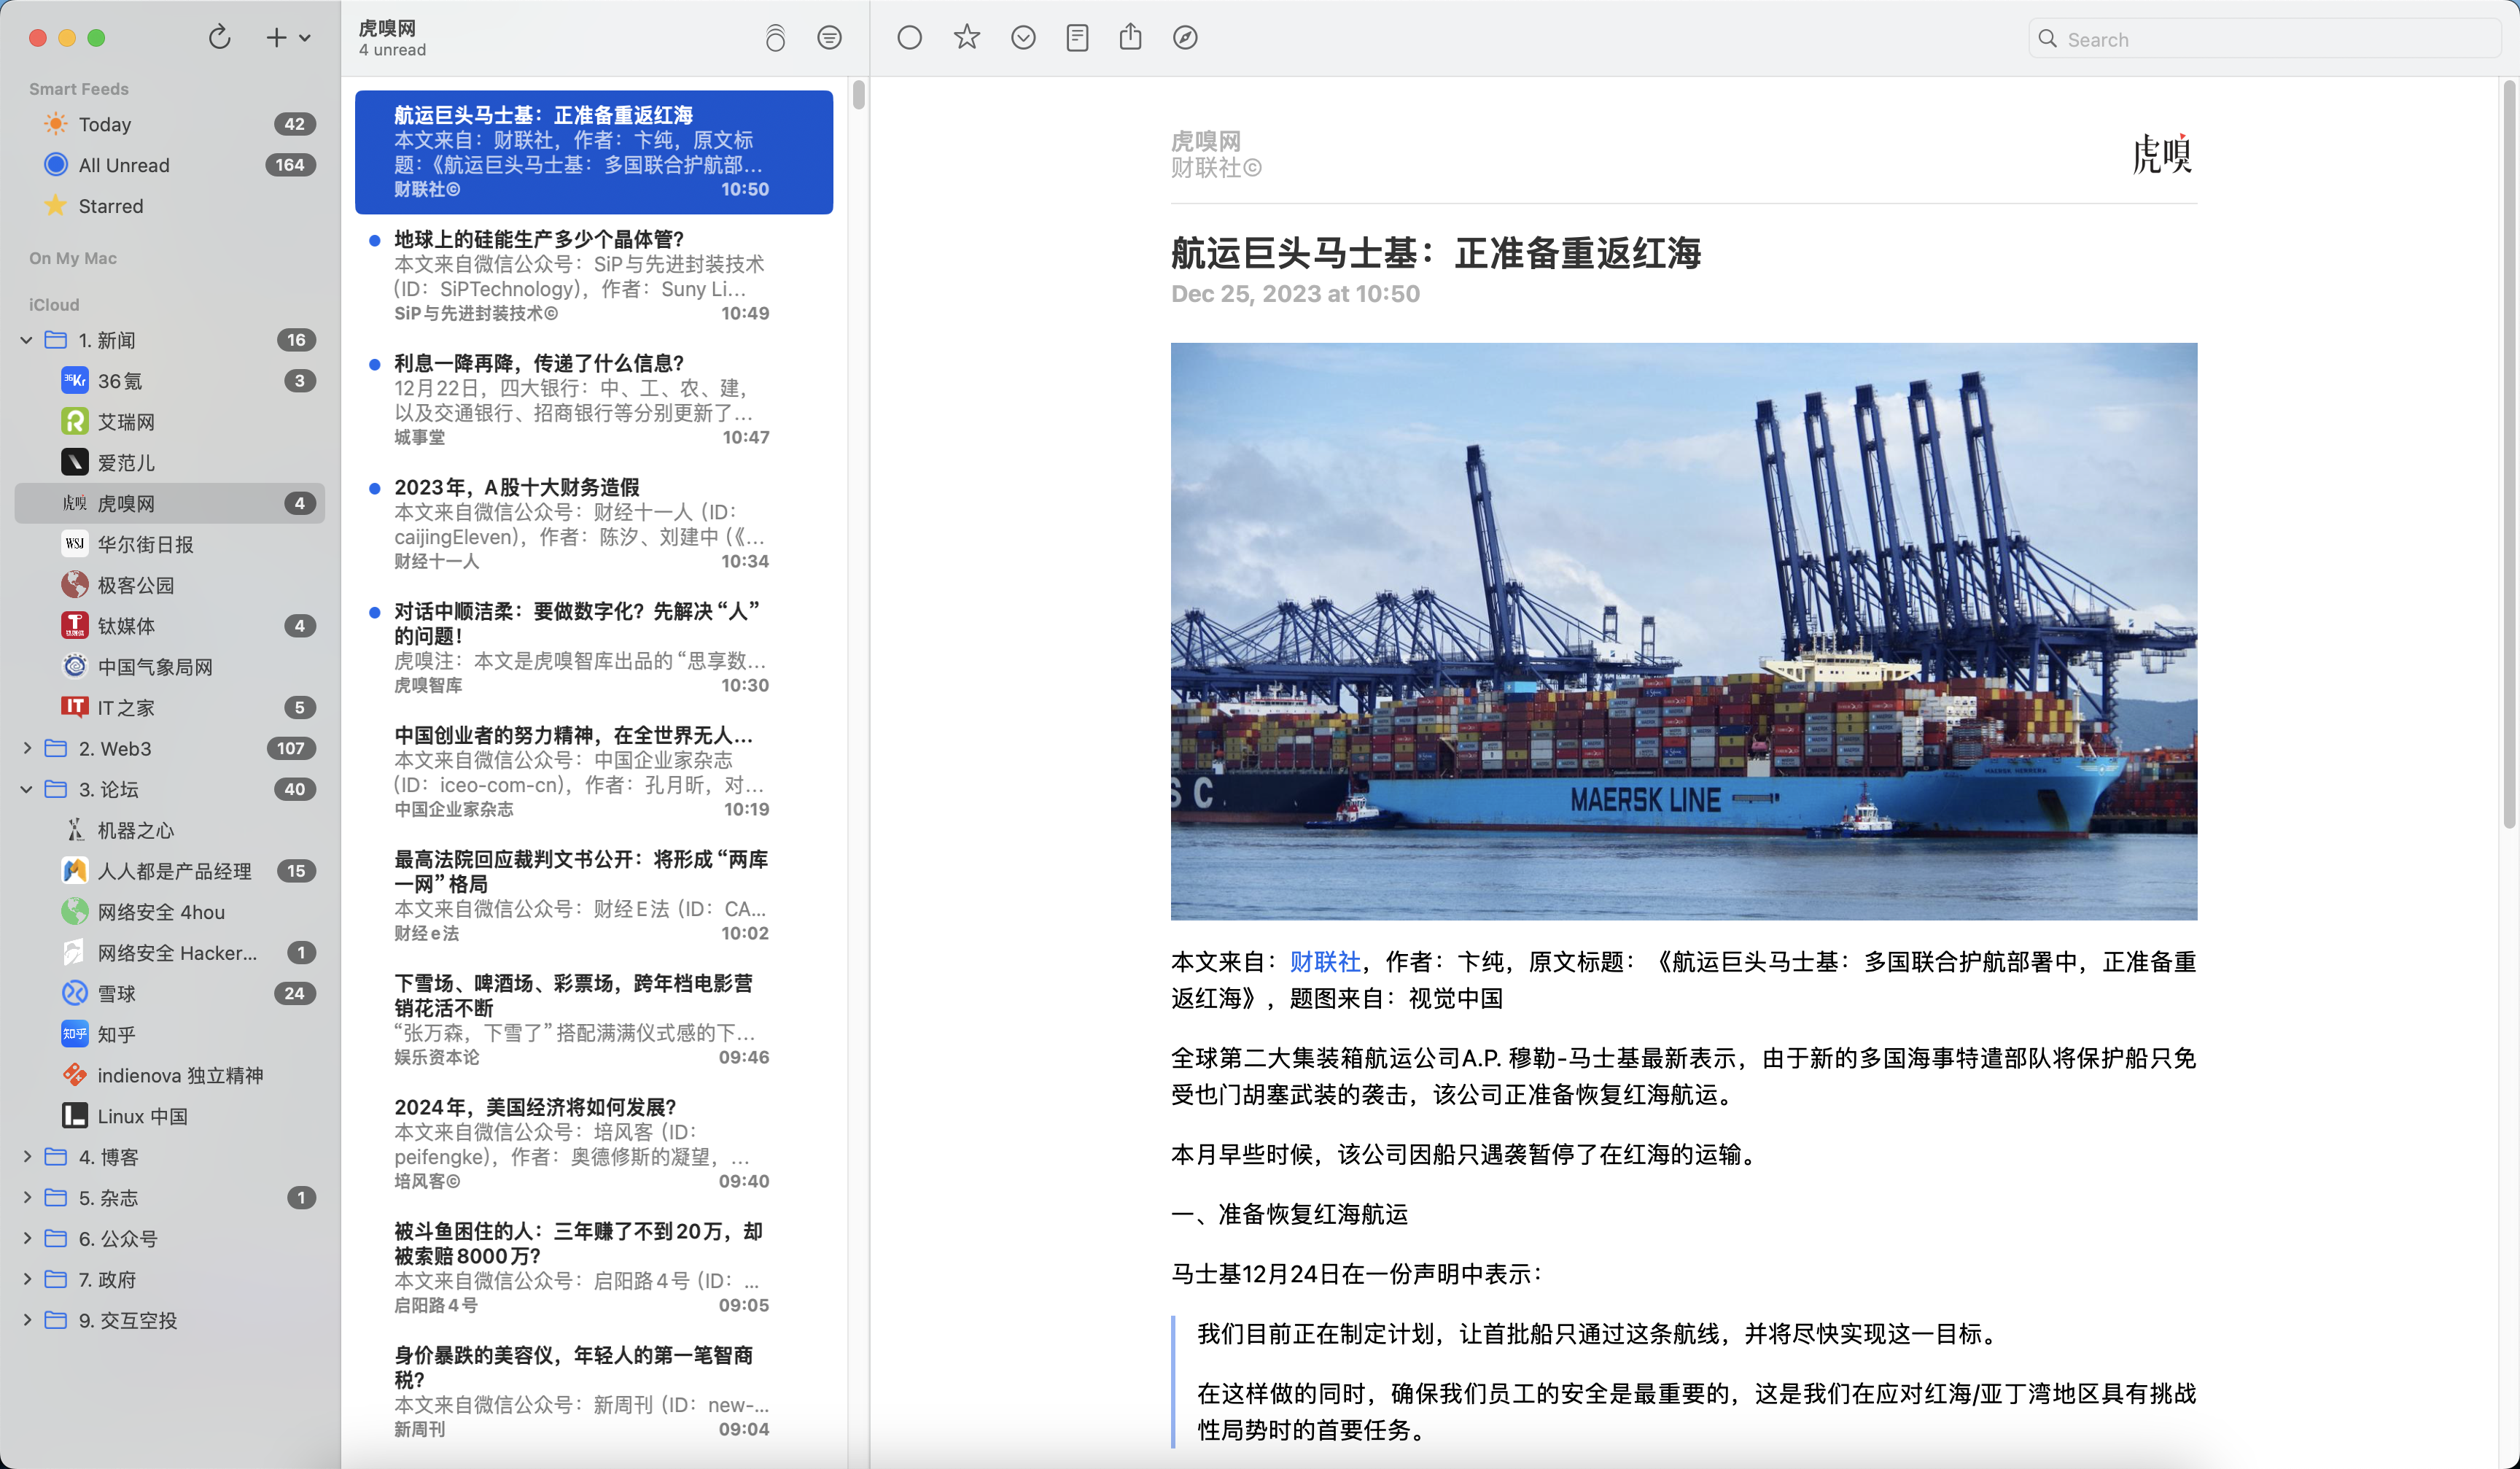 虎嗅网
4 unread
Search
Smart Feeds
Today 42
All Unread 164
Starred
On My Mac
iCloud
1. 新闻 16
36Kr 36氪 3
艾瑞网
爱范儿
虎嗅 虎嗅网 4
WSJ 华尔街日报
极客公园
钛媒体 4
中国气象局网
IT IT之家 5
2. Web3 107
3. 论坛 40
机器之心
人人都是产品经理 15
网络安全 4hou
网络安全 Hacker... 1
雪球 24
知乎 知乎
indienova 独立精神
Linux 中国
4. 博客
5. 杂志 1
6. 公众号
7. 政府
9. 交互空投
航运巨头马士基：正准备重返红海
本文来自：财联社，作者：卞纯，原文标
题：《航运巨头马士基：多国联合护航部...
财联社© 10:50
地球上的硅能生产多少个晶体管？
本文来自微信公众号：SiP与先进封装技术
(ID：SiPTechnology)，作者：Suny Li...
SiP与先进封装技术© 10:49
利息一降再降，传递了什么信息？
12月22日，四大银行：中、工、农、建，
以及交通银行、招商银行等分别更新了...
城事堂 10:47
2023年，A股十大财务造假
本文来自微信公众号：财经十一人 (ID：
caijingEleven)，作者：陈汐、刘建中 (《...
财经十一人 10:34
对话中顺洁柔：要做数字化？先解决“人”
的问题！
虎嗅注：本文是虎嗅智库出品的“思享数...
虎嗅智库 10:30
中国创业者的努力精神，在全世界无人...
本文来自微信公众号：中国企业家杂志
(ID：iceo-com-cn)，作者：孔月昕，对...
中国企业家杂志 10:19
最高法院回应裁判文书公开：将形成“两库
一网”格局
本文来自微信公众号：财经E法 (ID：CA...
财经e法 10:02
下雪场、啤酒场、彩票场，跨年档电影营
销花活不断
“张万森，下雪了”搭配满满仪式感的下...
娱乐资本论 09:46
2024年，美国经济将如何发展？
本文来自微信公众号：培风客 (ID：
peifengke)，作者：奥德修斯的凝望，...
培风客© 09:40
被斗鱼困住的人：三年赚了不到20万，却
被索赔8000万？
本文来自微信公众号：启阳路4号 (ID：...
启阳路4号 09:05
身价暴跌的美容仪，年轻人的第一笔智商
税？
本文来自微信公众号：新周刊 (ID：new-...
新周刊 09:04
虎嗅网
财联社©
虎嗅
航运巨头马士基：正准备重返红海
Dec 25, 2023 at 10:50
MAERSK HERRERA
S C
MAERSK LINE
本文来自：财联社，作者：卞纯，原文标题：《航运巨头马士基：多国联合护航部署中，正准备重
返红海》，题图来自：视觉中国
全球第二大集装箱航运公司A.P. 穆勒-马士基最新表示，由于新的多国海事特遣部队将保护船只免
受也门胡塞武装的袭击，该公司正准备恢复红海航运。
本月早些时候，该公司因船只遇袭暂停了在红海的运输。
一、准备恢复红海航运
马士基12月24日在一份声明中表示：
我们目前正在制定计划，让首批船只通过这条航线，并将尽快实现这一目标。
在这样做的同时，确保我们员工的安全是最重要的，这是我们在应对红海/亚丁湾地区具有挑战
性局势时的首要任务。